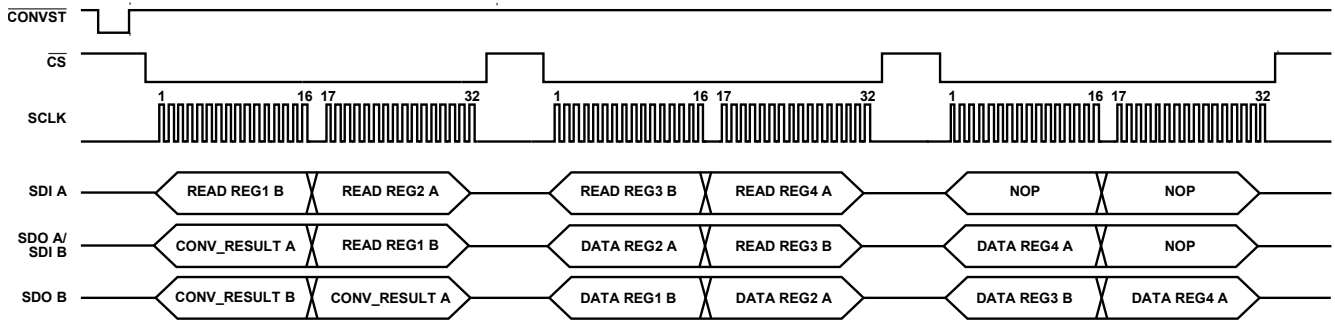 CONVST
CS
1 16 17 32 1 16 17 32 1 16 17 32
SCLK
SDI A READ REG1 B READ REG2 A READ REG3 B READ REG4 A NOP NOP
SDO A/
SDI B CONV_RESULT A READ REG1 B DATA REG2 A READ REG3 B DATA REG4 A NOP
SDO B CONV_RESULT B CONV_RESULT A DATA REG1 B DATA REG2 A DATA REG3 B DATA REG4 A